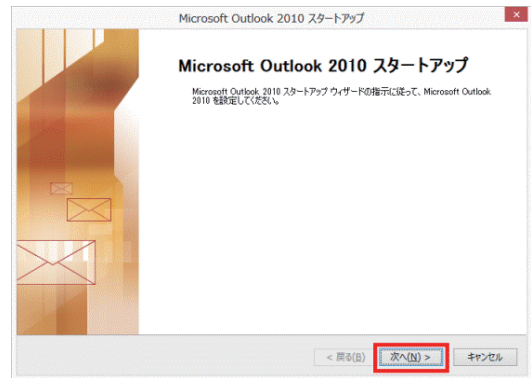 Microsoft Outlook 2010 スタートアップ
Microsoft Outlook 2010 スタートアップ
Microsoft Outlook 2010 スタートアップ ウィザードの指示に従って、Microsoft Outlook
2010 を設定してください。
< 戻る(B) 次へ(N) > キャンセル